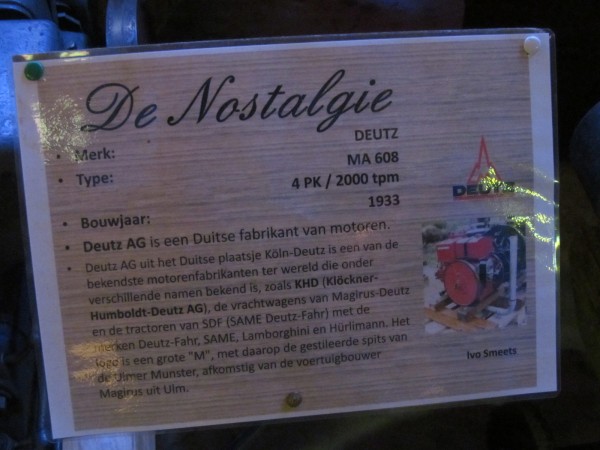 De Nostalgie
• Merk: DEUTZ
• Type: MA 608
4 PK / 2000 tpm
• Bouwjaar: 1933
• Deutz AG is een Duitse fabrikant van motoren.
• Deutz AG uit het Duitse plaatsje Köln-Deutz is een van de
bekendste motorenfabrikanten ter wereld die onder
verschillende namen bekend is, zoals KHD (Klöckner-
Humboldt-Deutz AG), de vrachtwagens van Magirus-Deutz
en de tractoren van SDF (SAME Deutz-Fahr) met de
merken Deutz-Fahr, SAME, Lamborghini en Hürlimann. Het
logo is een grote "M", met daarop de gestileerde spits van
de Ulmer Munster, afkomstig van de voertuigbouwer
Magirus uit Ulm.
DEUTZ
Ivo Smeets